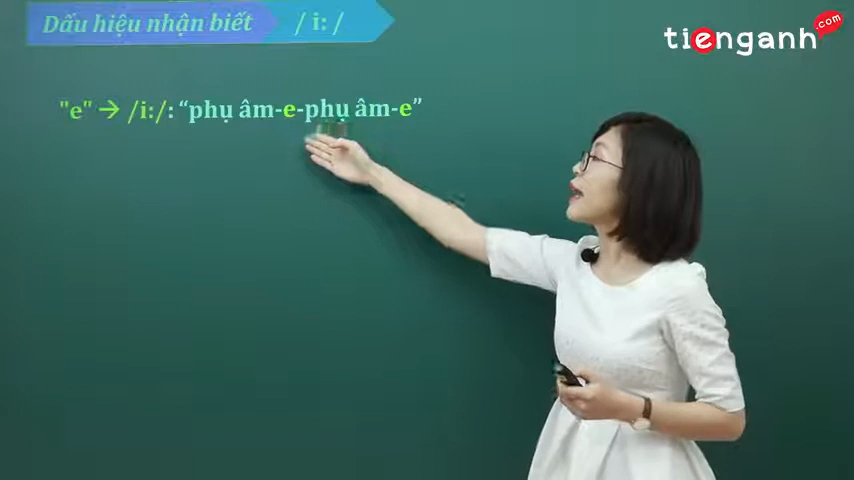 Dấu hiệu nhận biết / i: /
tienganh.com
"e" → /i:/: “phụ âm-e-phụ âm-e”